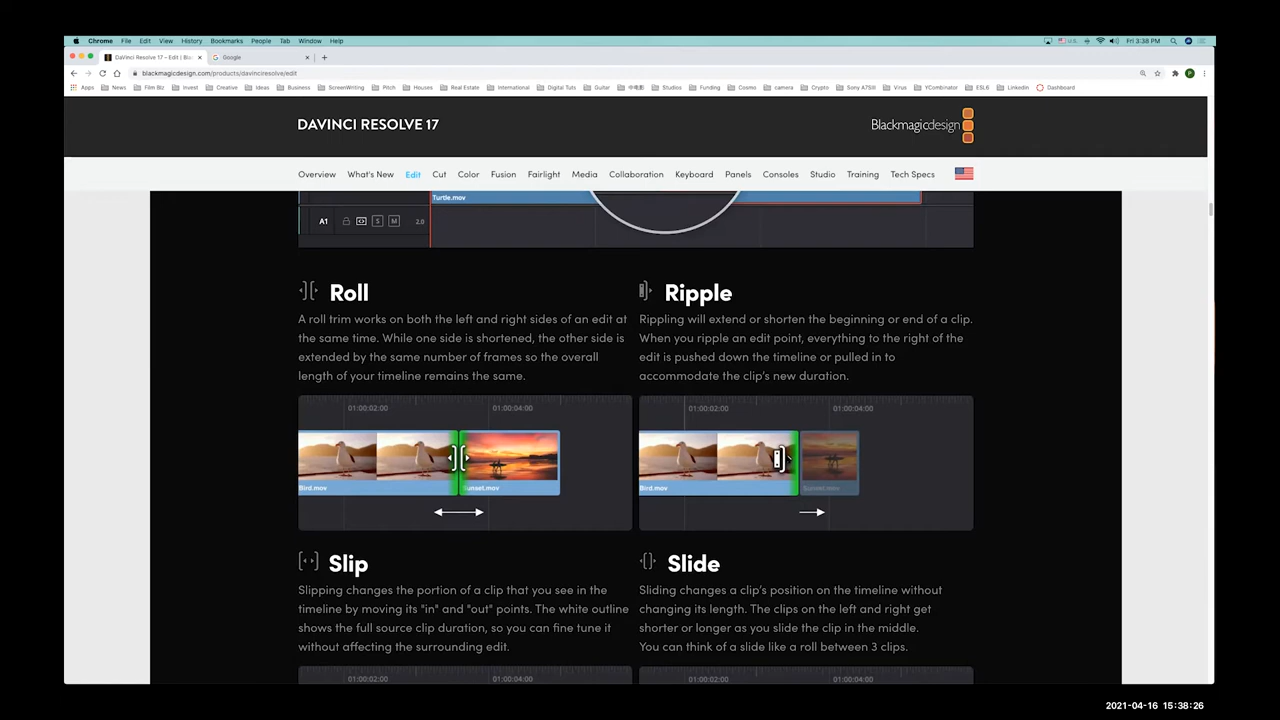 Chrome File Edit View History Bookmarks People Tab Window Help
Fri 3:38 PM
DaVinci Resolve 17 – Edit | Bla
Google
blackmagicdesign.com/products/davinciresolve/edit
Apps News Film Biz Invest Creative Ideas Business ScreenWriting Pitch Houses Real Estate International Digital Tuts Guitar Studios Funding Cosmo camera Crypto Sony A7SIII Virus YCombinator ESL6 Linkedin Dashboard
DAVINCI RESOLVE 17
Blackmagicdesign
Overview What's New Edit Cut Color Fusion Fairlight Media Collaboration Keyboard Panels Consoles Studio Training Tech Specs
Turtle.mov
A1 S M 2.0
Roll
A roll trim works on both the left and right sides of an edit at
the same time. While one side is shortened, the other side is
extended by the same number of frames so the overall
length of your timeline remains the same.
Ripple
Rippling will extend or shorten the beginning or end of a clip.
When you ripple an edit point, everything to the right of the
edit is pushed down the timeline or pulled in to
accommodate the clip's new duration.
01:00:02:00 01:00:04:00
Bird.mov Sunset.mov
01:00:02:00 01:00:04:00
Bird.mov Sunset.mov
Slip
Slipping changes the portion of a clip that you see in the
timeline by moving its "in" and "out" points. The white outline
shows the full source clip duration, so you can fine tune it
without affecting the surrounding edit.
Slide
Sliding changes a clip's position on the timeline without
changing its length. The clips on the left and right get
shorter or longer as you slide the clip in the middle.
You can think of a slide like a roll between 3 clips.
01:00:02:00 01:00:04:00
01:00:02:00 01:00:04:00
2021-04-16 15:38:26